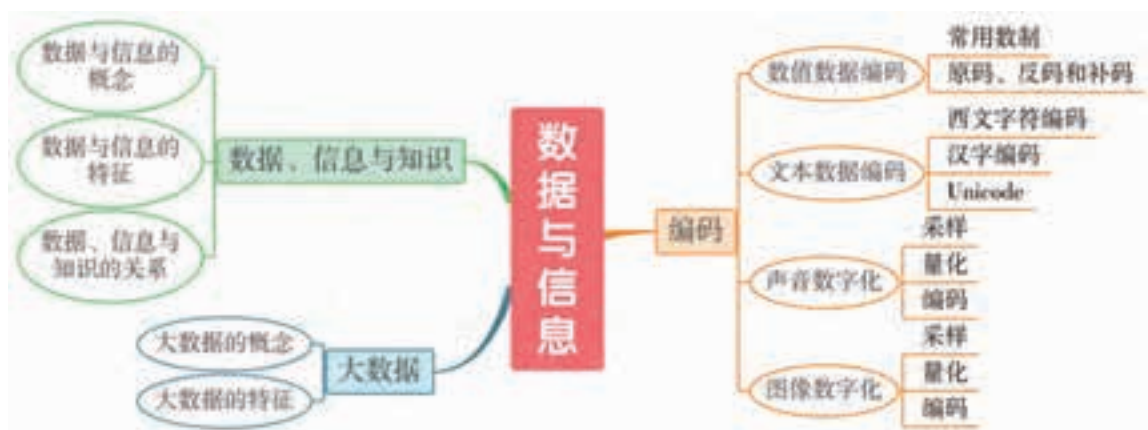 数据与信息的
概念
数据与信息的
特征
数据、信息与
知识的关系
数据、信息与知识
大数据的概念
大数据的特征
大数据
数据与信息
编码
数值数据编码
常用数制
原码、反码和补码
文本数据编码
西文字符编码
汉字编码
Unicode
声音数字化
采样
量化
编码
图像数字化
采样
量化
编码